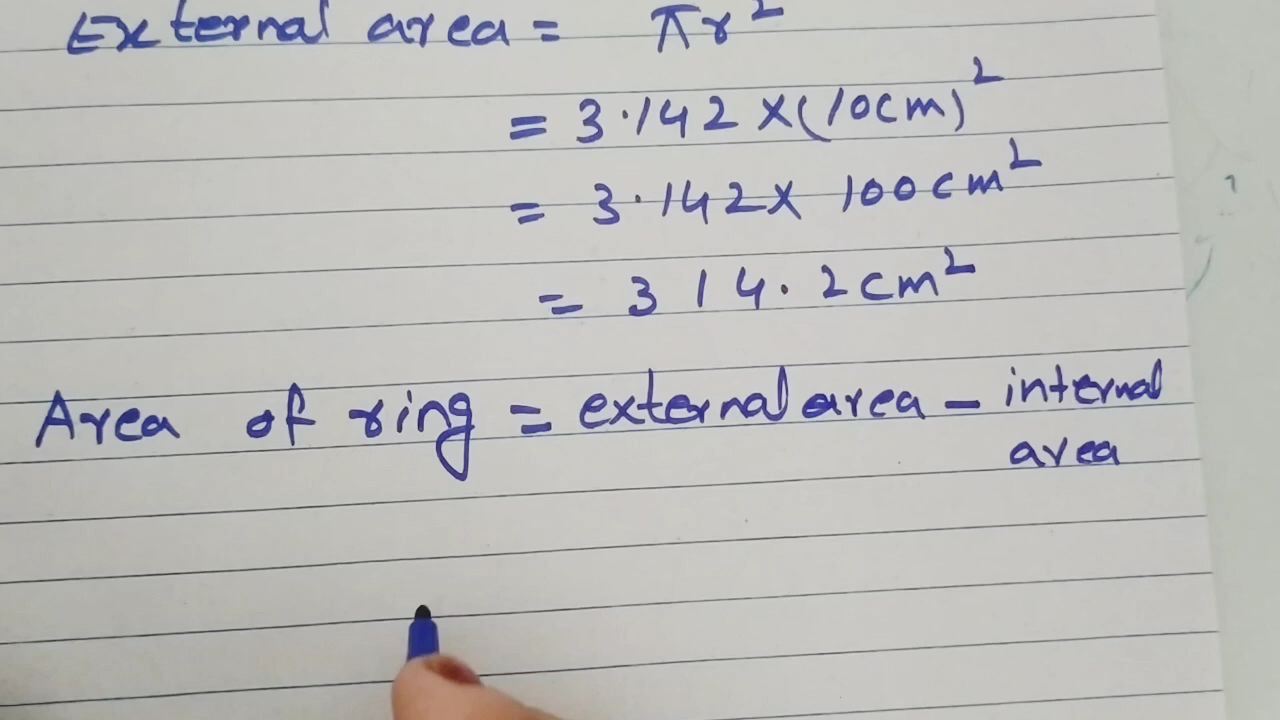 External area = πr²
= 3.142 ×(10cm)²
= 3.142× 100cm²
= 314.2cm²
Area of ring = external area – internal
area